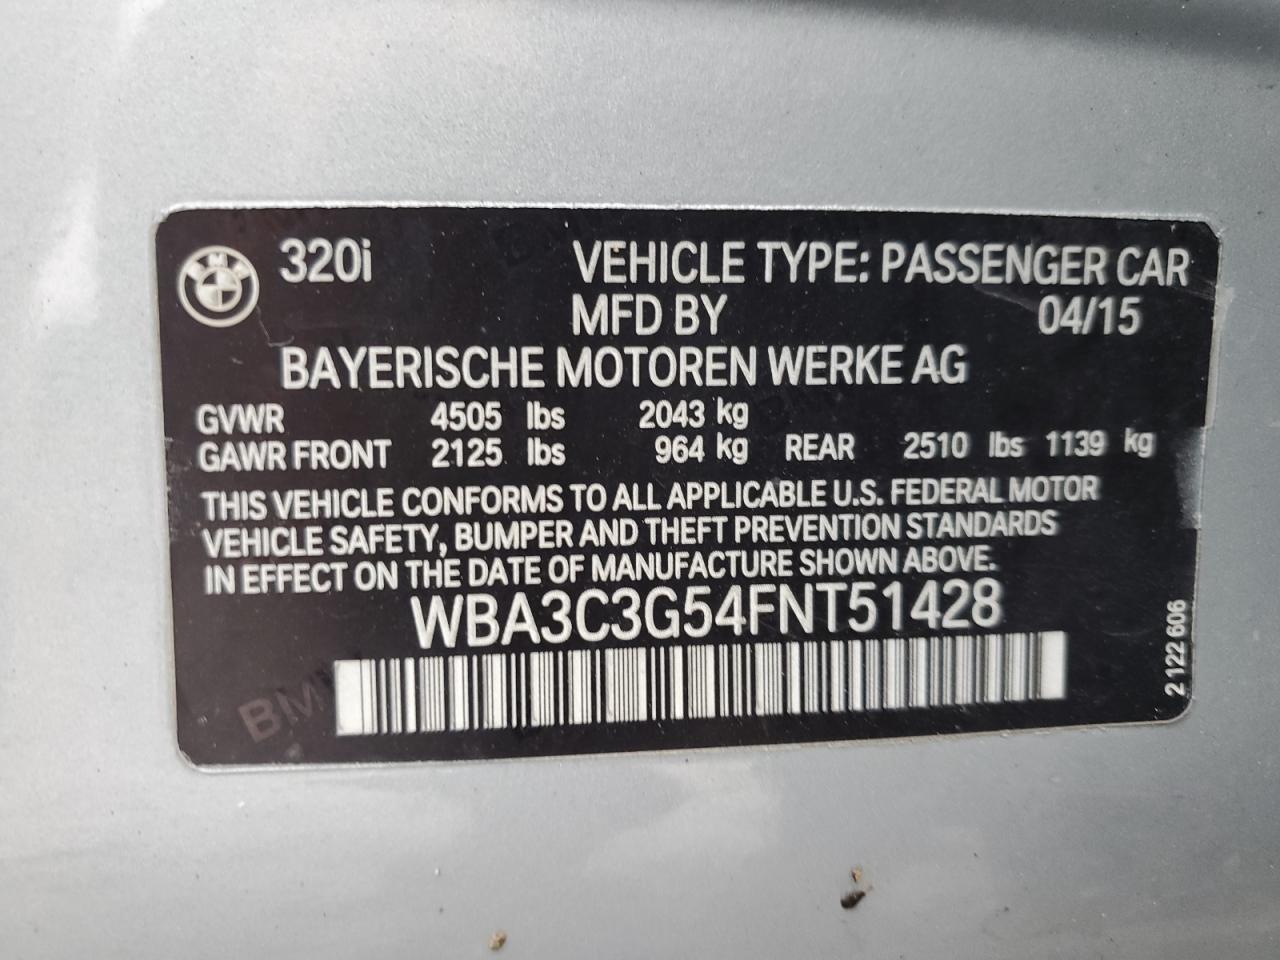 BMW 320i VEHICLE TYPE: PASSENGER CAR
MFD BY 04/15
BAYERISCHE MOTOREN WERKE AG
GVWR 4505 lbs 2043 kg
GAWR FRONT 2125 lbs 964 kg REAR 2510 lbs 1139 kg
THIS VEHICLE CONFORMS TO ALL APPLICABLE U.S. FEDERAL MOTOR
VEHICLE SAFETY, BUMPER AND THEFT PREVENTION STANDARDS
IN EFFECT ON THE DATE OF MANUFACTURE SHOWN ABOVE.
WBA3C3G54FNT51428
2 122 606
BMW